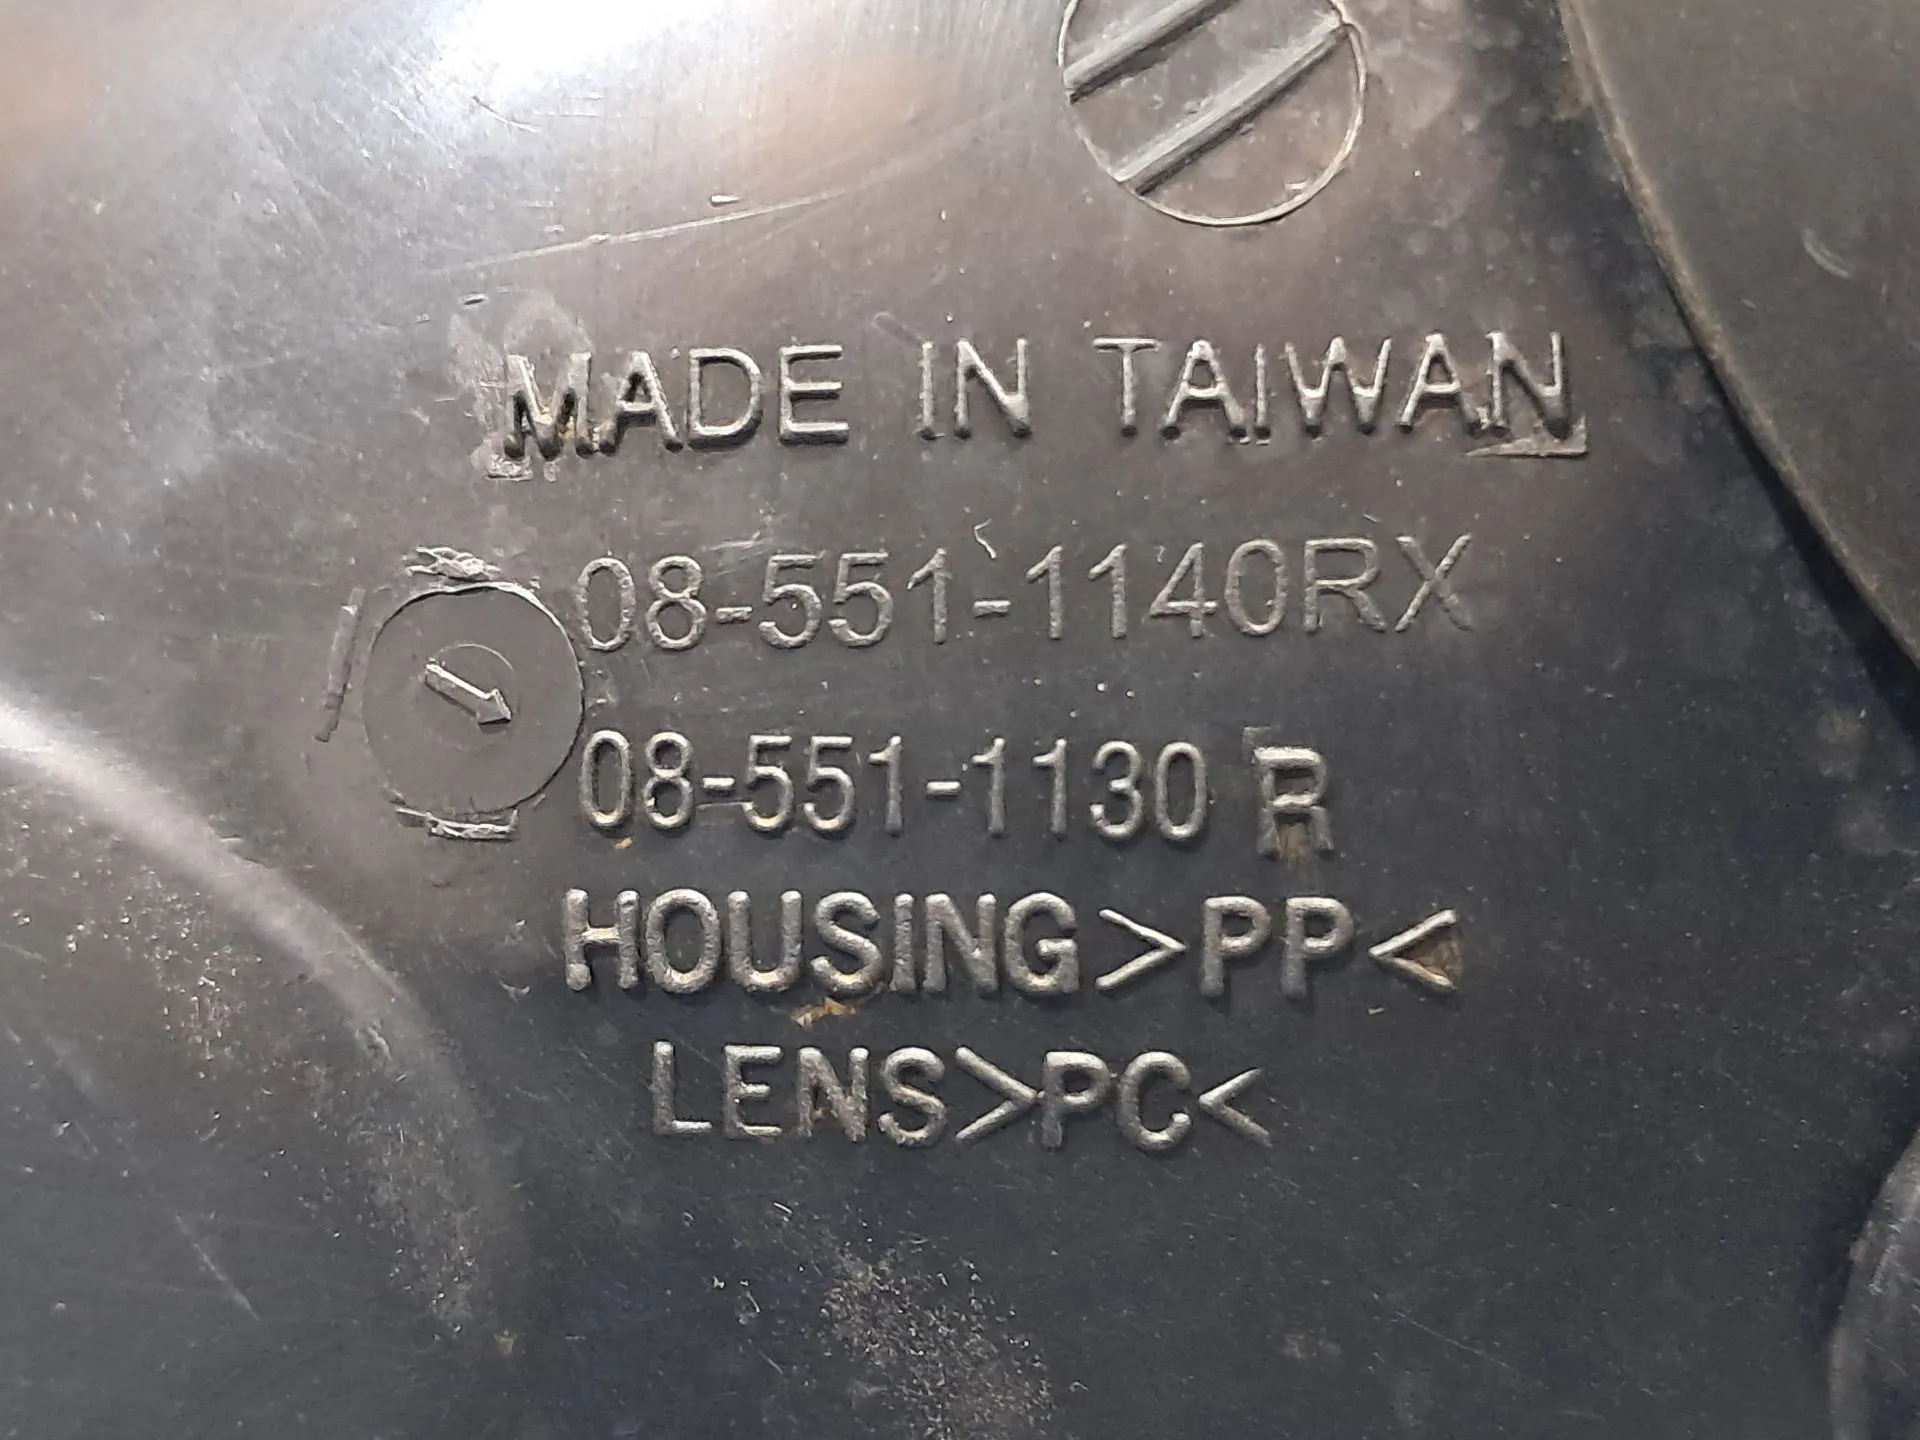 MADE IN TAIWAN
08-551-1140RX
08-551-1130 R
HOUSING>PP<
LENS>PC<